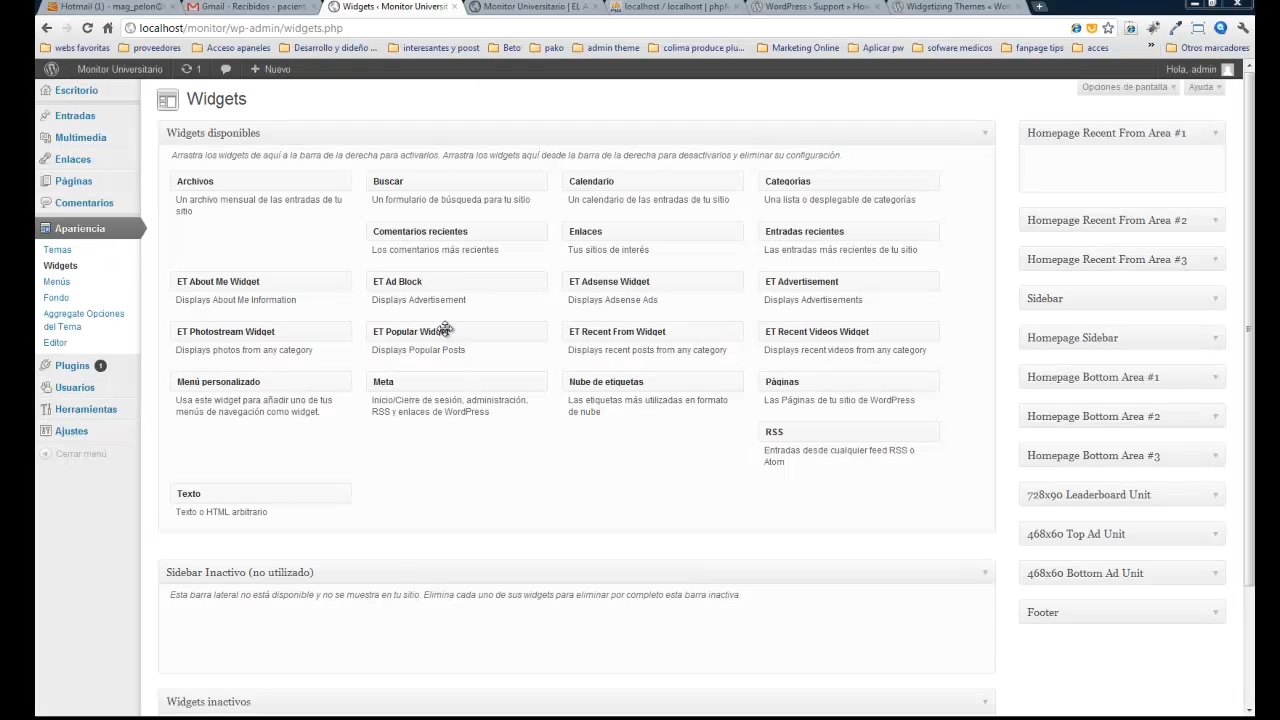 Hotmail (1) - mag_pelon@
Gmail - Recibidos - pacient
Widgets ‹ Monitor Universit
Monitor Universitario | EL A
localhost / localhost | php
WordPress › Support » How
Widgetizing Themes « Wor
localhost/monitor/wp-admin/widgets.php
webs favoritas
proveedores
Acceso apaneles
Desarrollo y diseño ...
interesantes y poost
Beto
pako
admin theme
colima produce plu...
Marketing Online
Aplicar pw
sofware medicos
fanpage tips
acces
»
Otros marcadores
Monitor Universitario
1
+ Nuevo
Hola, admin
Escritorio
Entradas
Multimedia
Enlaces
Páginas
Comentarios
Apariencia
Temas
Widgets
Menús
Fondo
Aggregate Opciones
del Tema
Editor
Plugins 1
Usuarios
Herramientas
Ajustes
Cerrar menú
Widgets
Opciones de pantalla
Ayuda
Widgets disponibles
Arrastra los widgets de aquí a la barra de la derecha para activarlos. Arrastra los widgets aquí desde la barra de la derecha para desactivarlos y eliminar su configuración.
Archivos
Un archivo mensual de las entradas de tu
sitio
Buscar
Un formulario de búsqueda para tu sitio
Calendario
Un calendario de las entradas de tu sitio
Categorías
Una lista o desplegable de categorías
Comentarios recientes
Los comentarios más recientes
Enlaces
Tus sitios de interés
Entradas recientes
Las entradas más recientes de tu sitio
ET About Me Widget
Displays About Me Information
ET Ad Block
Displays Advertisement
ET Adsense Widget
Displays Adsense Ads
ET Advertisement
Displays Advertisements
ET Photostream Widget
Displays photos from any category
ET Popular Widget
Displays Popular Posts
ET Recent From Widget
Displays recent posts from any category
ET Recent Videos Widget
Displays recent videos from any category
Menú personalizado
Usa este widget para añadir uno de tus
menús de navegación como widget.
Meta
Inicio/Cierre de sesión, administración,
RSS y enlaces de WordPress
Nube de etiquetas
Las etiquetas más utilizadas en formato
de nube
Páginas
Las Páginas de tu sitio de WordPress
RSS
Entradas desde cualquier feed RSS o
Atom
Texto
Texto o HTML arbitrario
Sidebar Inactivo (no utilizado)
Esta barra lateral no está disponible y no se muestra en tu sitio. Elimina cada uno de sus widgets para eliminar por completo esta barra inactiva.
Widgets inactivos
Homepage Recent From Area #1
Homepage Recent From Area #2
Homepage Recent From Area #3
Sidebar
Homepage Sidebar
Homepage Bottom Area #1
Homepage Bottom Area #2
Homepage Bottom Area #3
728x90 Leaderboard Unit
468x60 Top Ad Unit
468x60 Bottom Ad Unit
Footer